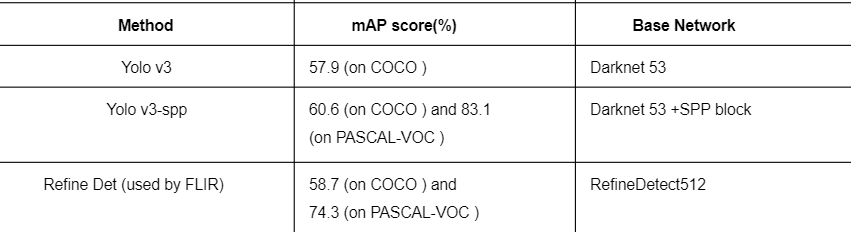 Method mAP score(%) Base Network
Yolo v3 57.9 (on COCO ) Darknet 53
Yolo v3-spp 60.6 (on COCO ) and 83.1 Darknet 53 +SPP block
(on PASCAL-VOC )
Refine Det (used by FLIR) 58.7 (on COCO ) and RefineDetect512
74.3 (on PASCAL-VOC )